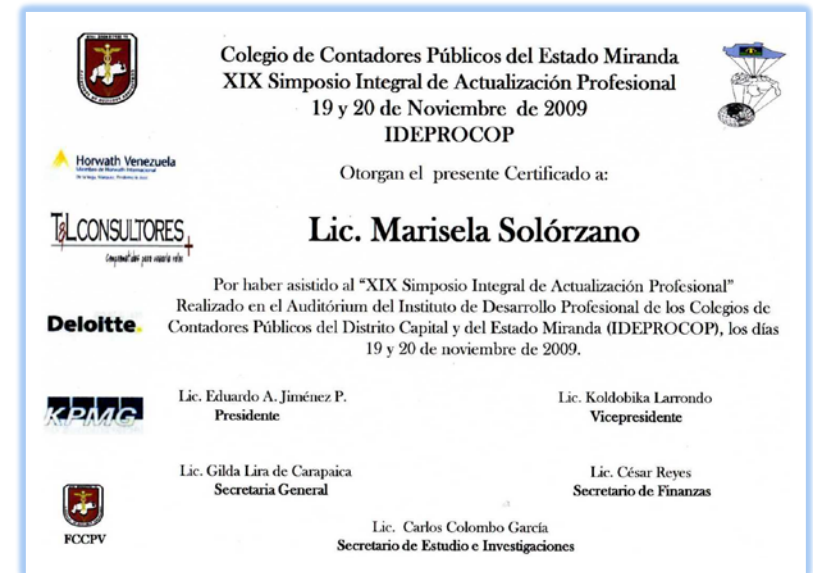 Colegio de Contadores Públicos del Estado Miranda
XIX Simposio Integral de Actualización Profesional
19 y 20 de Noviembre de 2009
IDEPROCOP
Horwath Venezuela
Otorgan el presente Certificado a:
T&L CONSULTORES
Lic. Marisela Solórzano
Por haber asistido al “XIX Simposio Integral de Actualización Profesional”
Realizado en el Auditórium del Instituto de Desarrollo Profesional de los Colegios de
Deloitte.
Contadores Públicos del Distrito Capital y del Estado Miranda (IDEPROCOP), los días
19 y 20 de noviembre de 2009.
KPMG
Lic. Eduardo A. Jiménez P.
Presidente
Lic. Koldobika Larrondo
Vicepresidente
Lic. Gilda Lira de Carapaica
Secretaria General
Lic. César Reyes
Secretario de Finanzas
FCCPV
Lic. Carlos Colombo García
Secretario de Estudio e Investigaciones